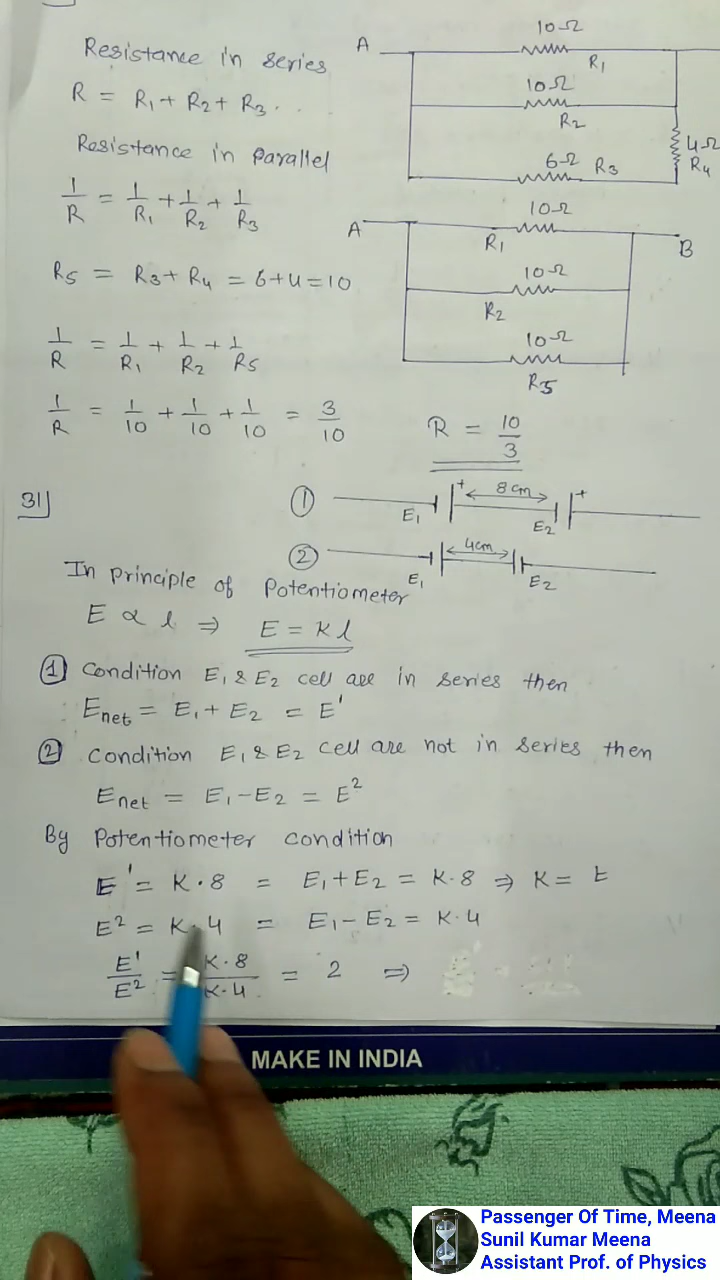 Resistance in series
R = R₁ + R₂ + R₃ . .
Resistance in Parallel
1/R = 1/R₁ + 1/R₂ + 1/R₃
R₅ = R₃ + R₄ = 6+4 = 10
1/R = 1/R₁ + 1/R₂ + 1/R₅
1/R = 1/10 + 1/10 + 1/10 = 3/10
R = 10/3
A
10Ω
R₁
10Ω
R₂
6Ω R₃
4Ω
R₄
A
10Ω
R₁
B
10Ω
R₂
10Ω
R₅
31
① E₁ + 8cm E₂ +
② E₁ 4cm E₂
In principle of Potentiometer
E ∝ l ⇒ E = Kl
① Condition E₁ & E₂ cell are in series then
Enet = E₁ + E₂ = E'
② Condition E₁ & E₂ cell are not in series then
Enet = E₁ - E₂ = E²
By Potentiometer condition
E' = K·8 = E₁ + E₂ = K·8 ⇒ K =
E² = K·4 = E₁ - E₂ = K·4
E'/E² = K·8/K·4 = 2 ⇒
MAKE IN INDIA
Passenger Of Time, Meena
Sunil Kumar Meena
Assistant Prof. of Physics